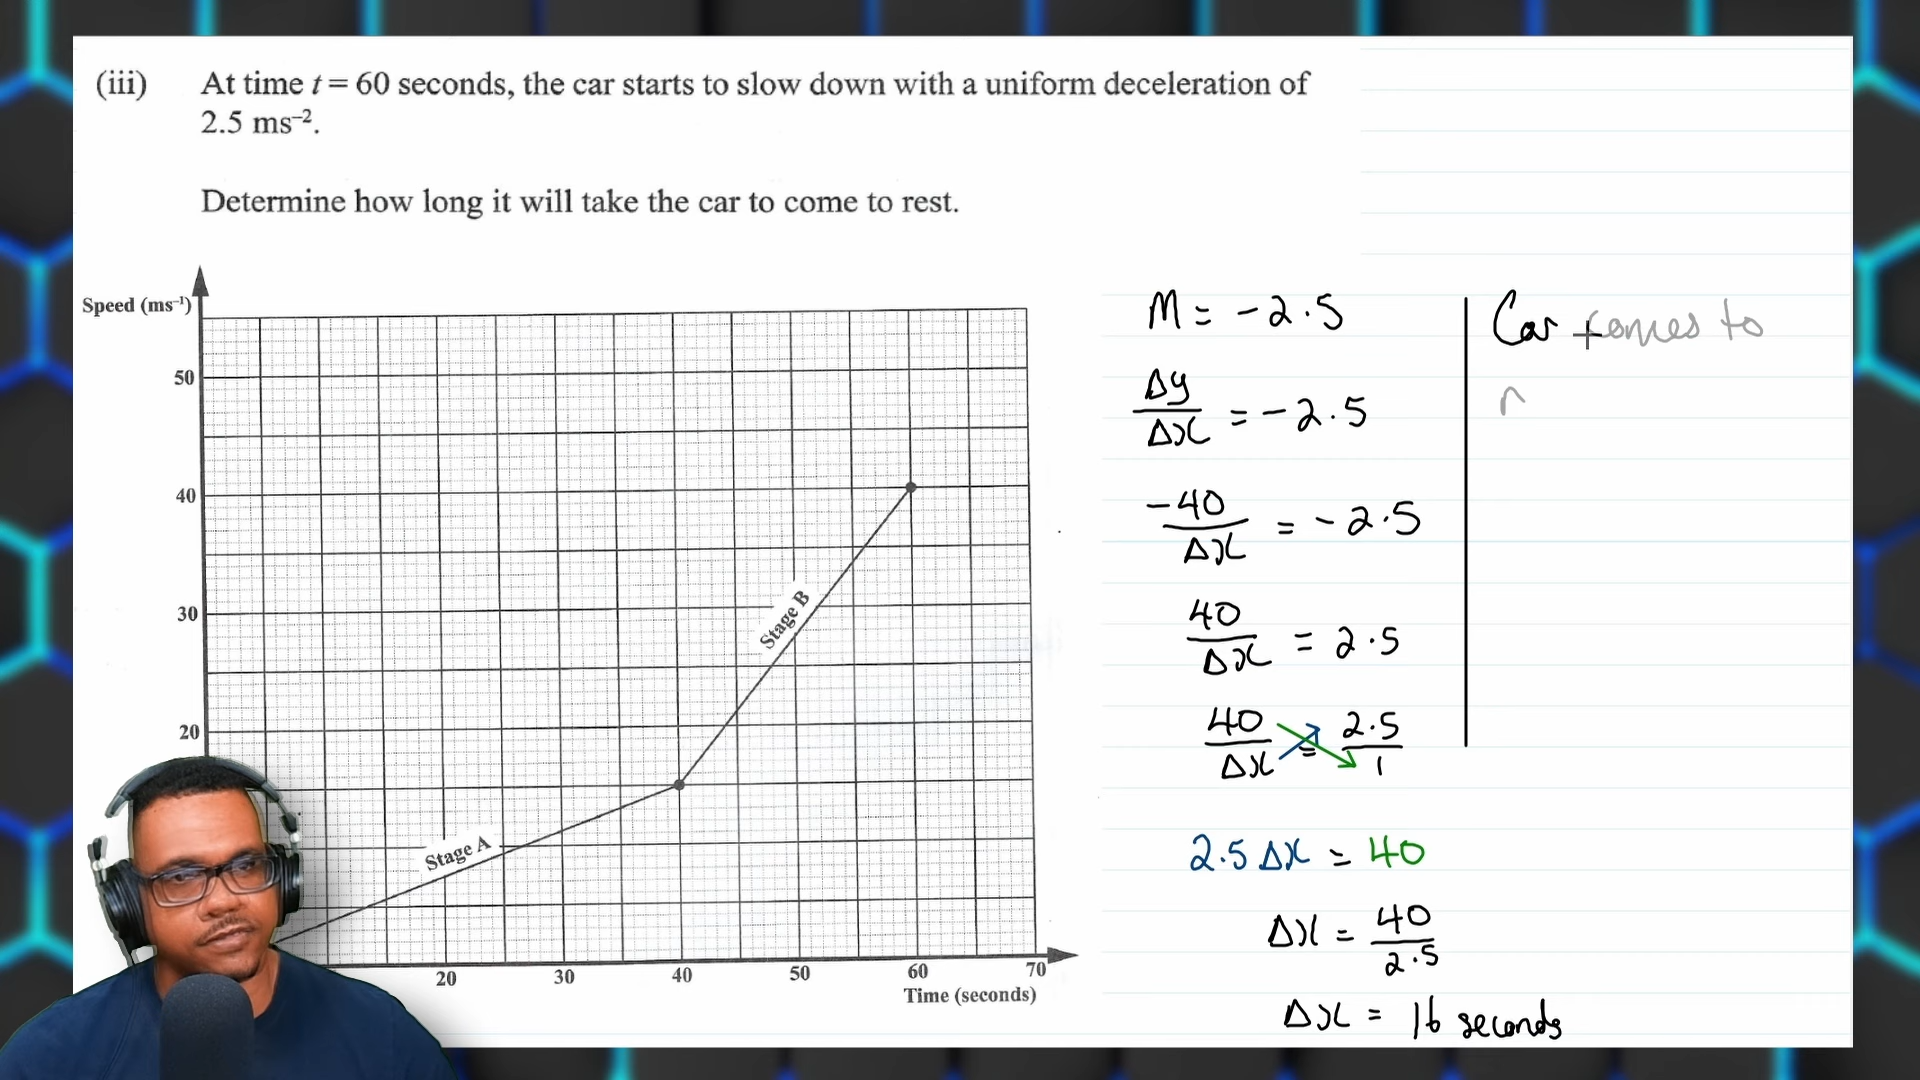 (iii) At time t = 60 seconds, the car starts to slow down with a uniform deceleration of
2.5 ms⁻².
Determine how long it will take the car to come to rest.
Speed (ms⁻¹)
50
40
30
20
Stage B
Stage A
20 30 40 50 60 70
Time (seconds)
M = -2.5
Δy/Δx = -2.5
-40/Δx = -2.5
40/Δx = 2.5
40/Δx = 2.5/1
2.5 Δx = 40
Δx = 40/2.5
Δx = 16 seconds
Car comes to